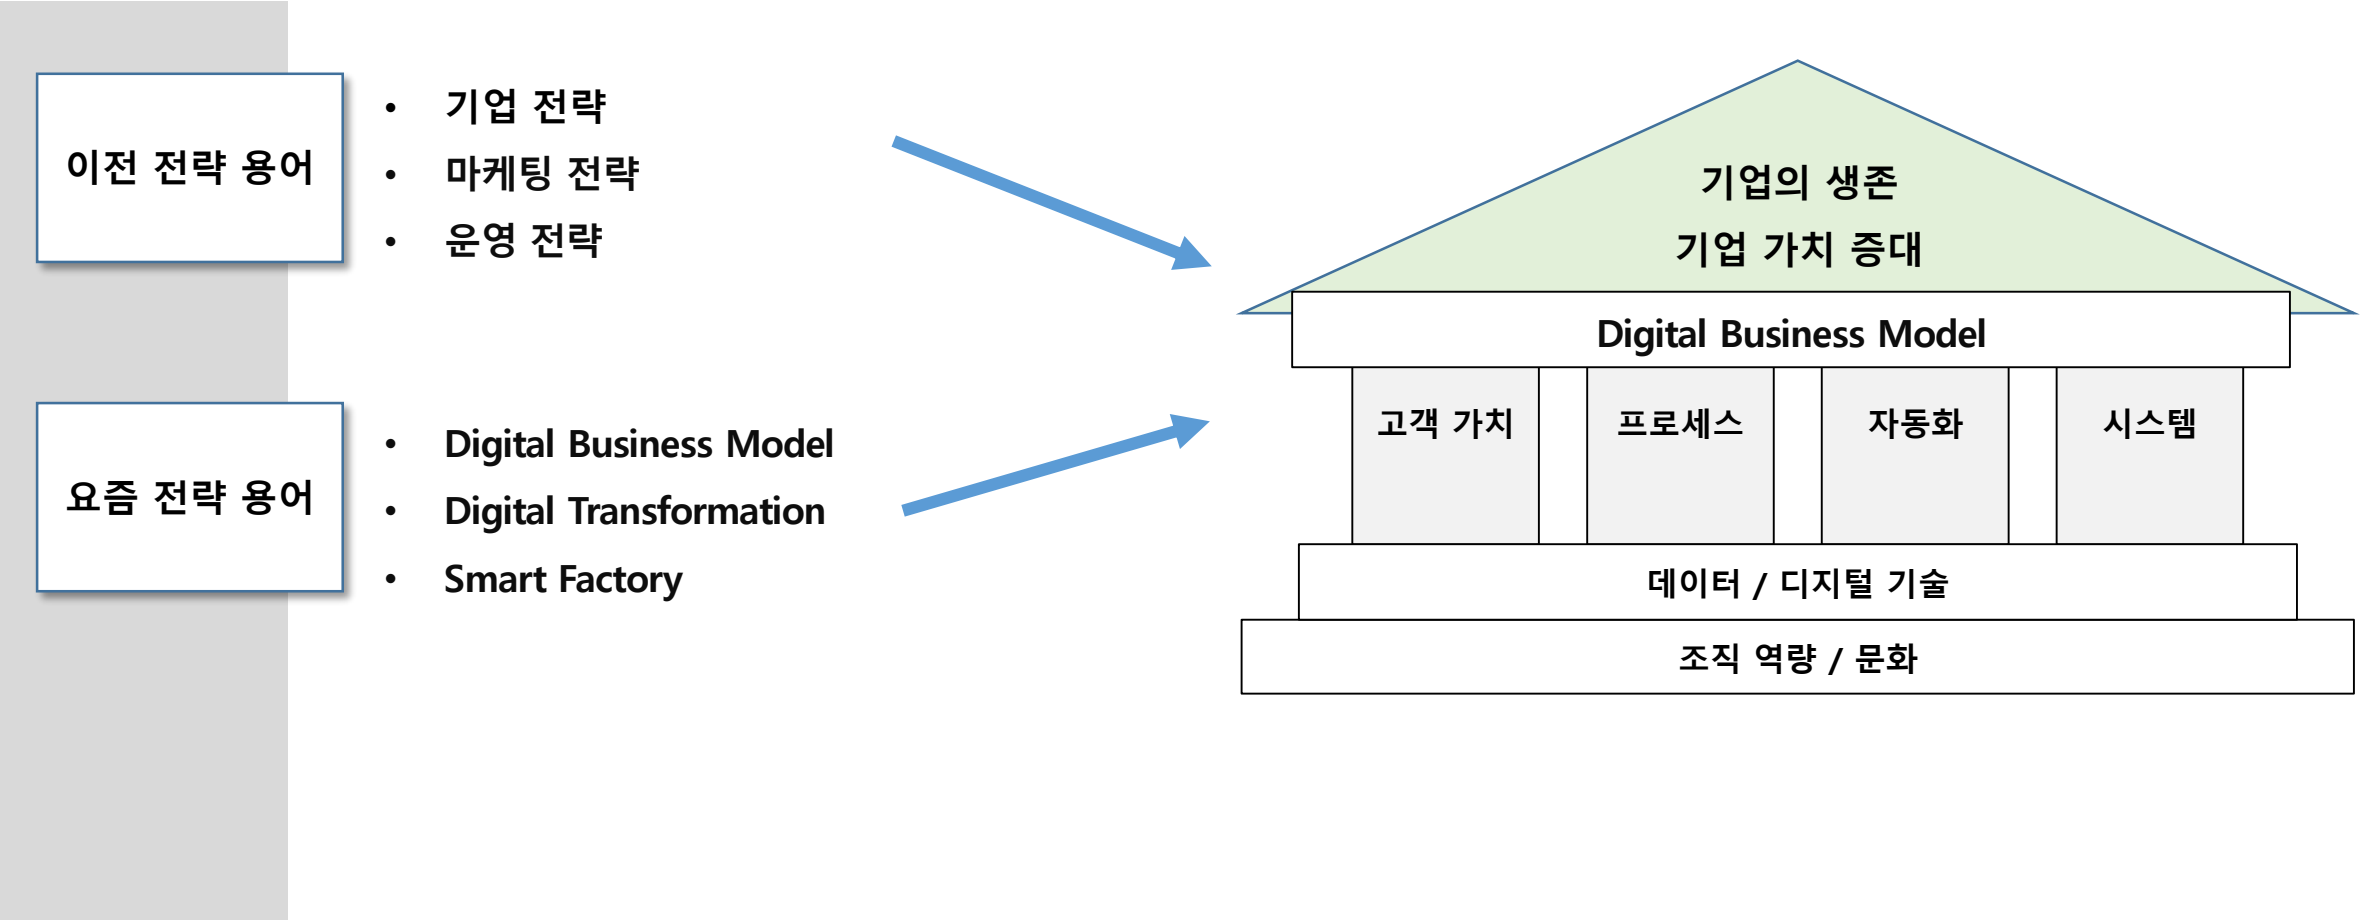 이전 전략 용어
• 기업 전략
• 마케팅 전략
• 운영 전략
요즘 전략 용어
• Digital Business Model
• Digital Transformation
• Smart Factory
기업의 생존
기업 가치 증대
Digital Business Model
고객 가치
프로세스
자동화
시스템
데이터 / 디지털 기술
조직 역량 / 문화